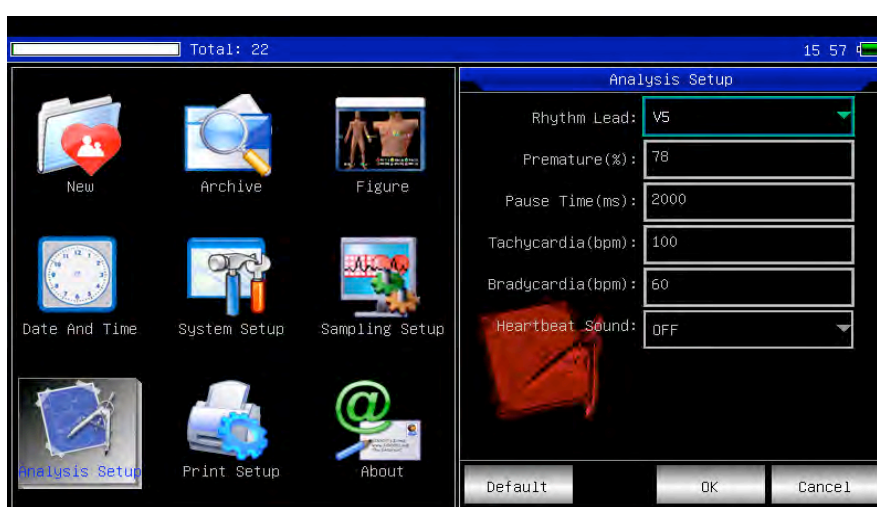 Total: 22
15 57
New
Archive
Figure
Date And Time
System Setup
Sampling Setup
Analysis Setup
Print Setup
About
Analysis Setup
Rhythm Lead: V5
Premature(%): 78
Pause Time(ms): 2000
Tachycardia(bpm): 100
Bradycardia(bpm): 60
Heartbeat Sound: OFF
Default
OK
Cancel